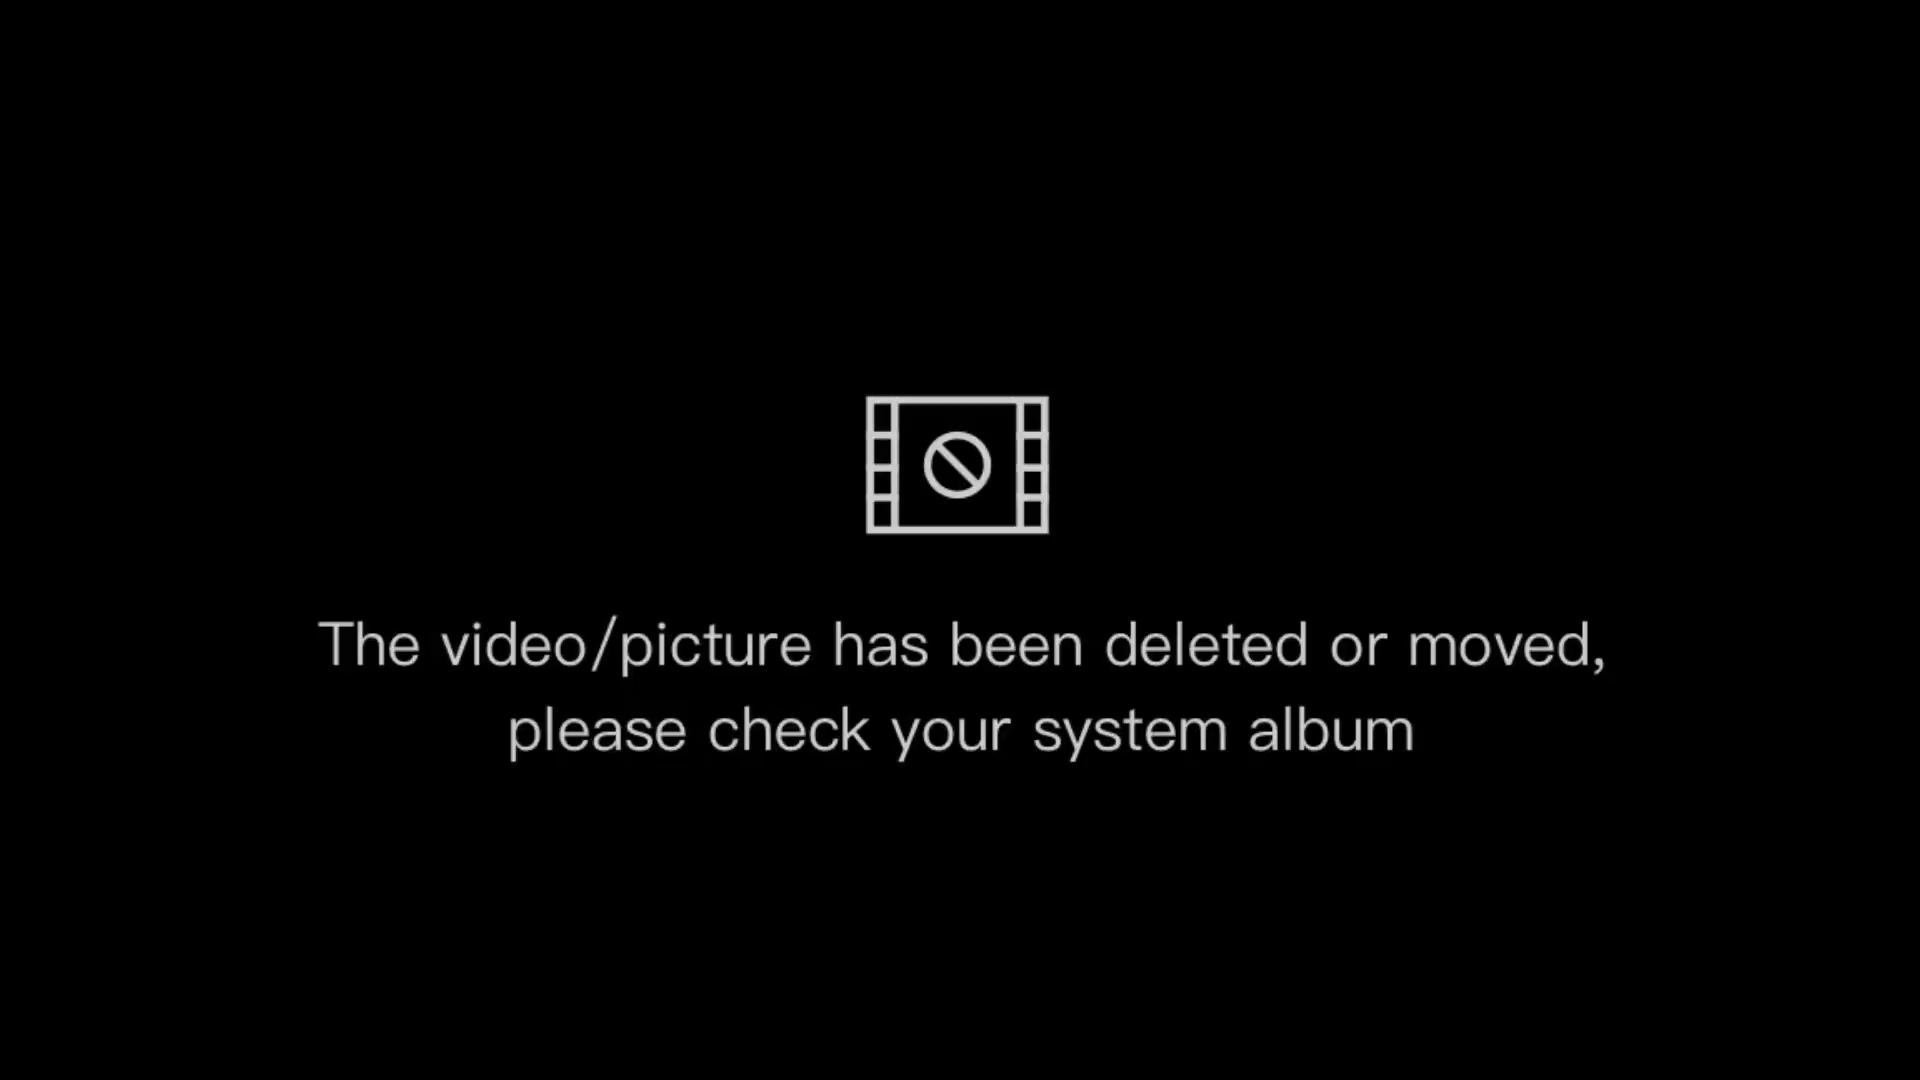 The video/picture has been deleted or moved,
please check your system album